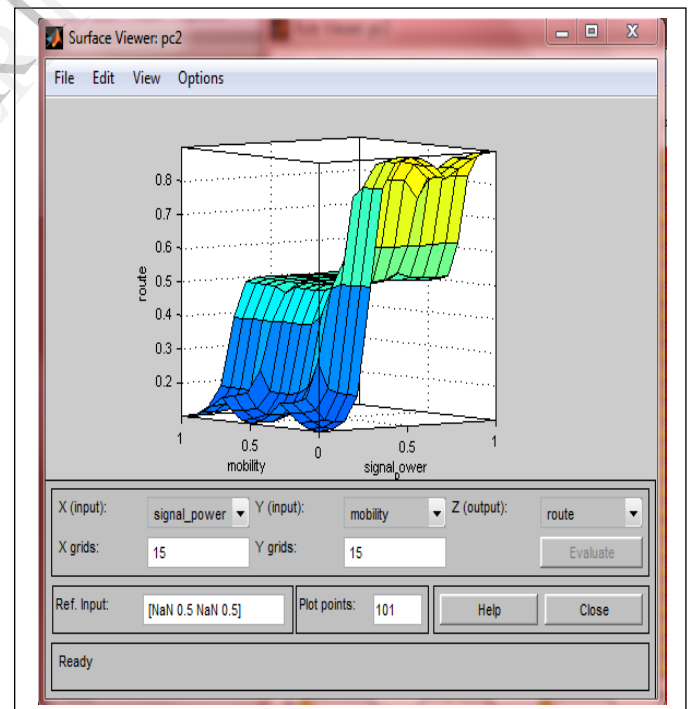 Surface Viewer: pc2
File Edit View Options
0.8
0.7
0.6
0.5
0.4
0.3
0.2
route
1
0.5
0
0.5
1
mobility
signal_power
X (input): signal_power Y (input): mobility Z (output): route
X grids: 15 Y grids: 15 Evaluate
Ref. Input: [NaN 0.5 NaN 0.5] Plot points: 101 Help Close
Ready